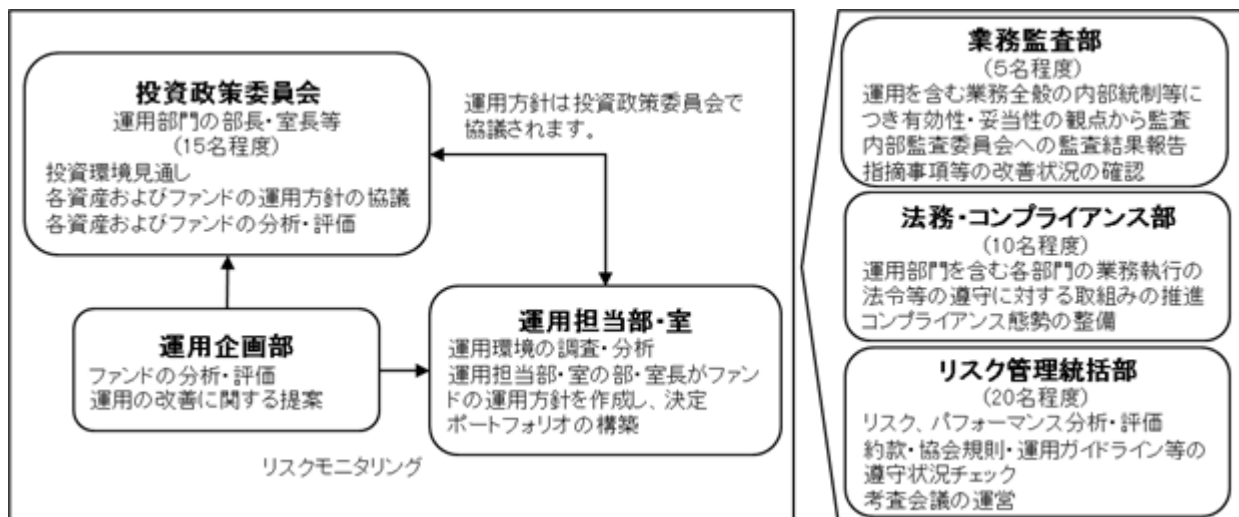 投資政策委員会
運用部門の部長・室長等
(15名程度)
投資環境見通し
各資産およびファンドの運用方針の協議
各資産およびファンドの分析・評価
運用方針は投資政策委員会で
協議されます。
運用企画部
ファンドの分析・評価
運用の改善に関する提案
運用担当部・室
運用環境の調査・分析
運用担当部・室の部・室長がファン
ドの運用方針を作成し、決定
ポートフォリオの構築
リスクモニタリング
業務監査部
(5名程度)
運用を含む業務全般の内部統制等に
つき有効性・妥当性の観点から監査
内部監査委員会への監査結果報告
指摘事項等の改善状況の確認
法務・コンプライアンス部
(10名程度)
運用部門を含む各部門の業務執行の
法令等の遵守に対する取組みの推進
コンプライアンス態勢の整備
リスク管理統括部
(20名程度)
リスク、パフォーマンス分析・評価
約款・協会規則・運用ガイドライン等の
遵守状況チェック
考査会議の運営